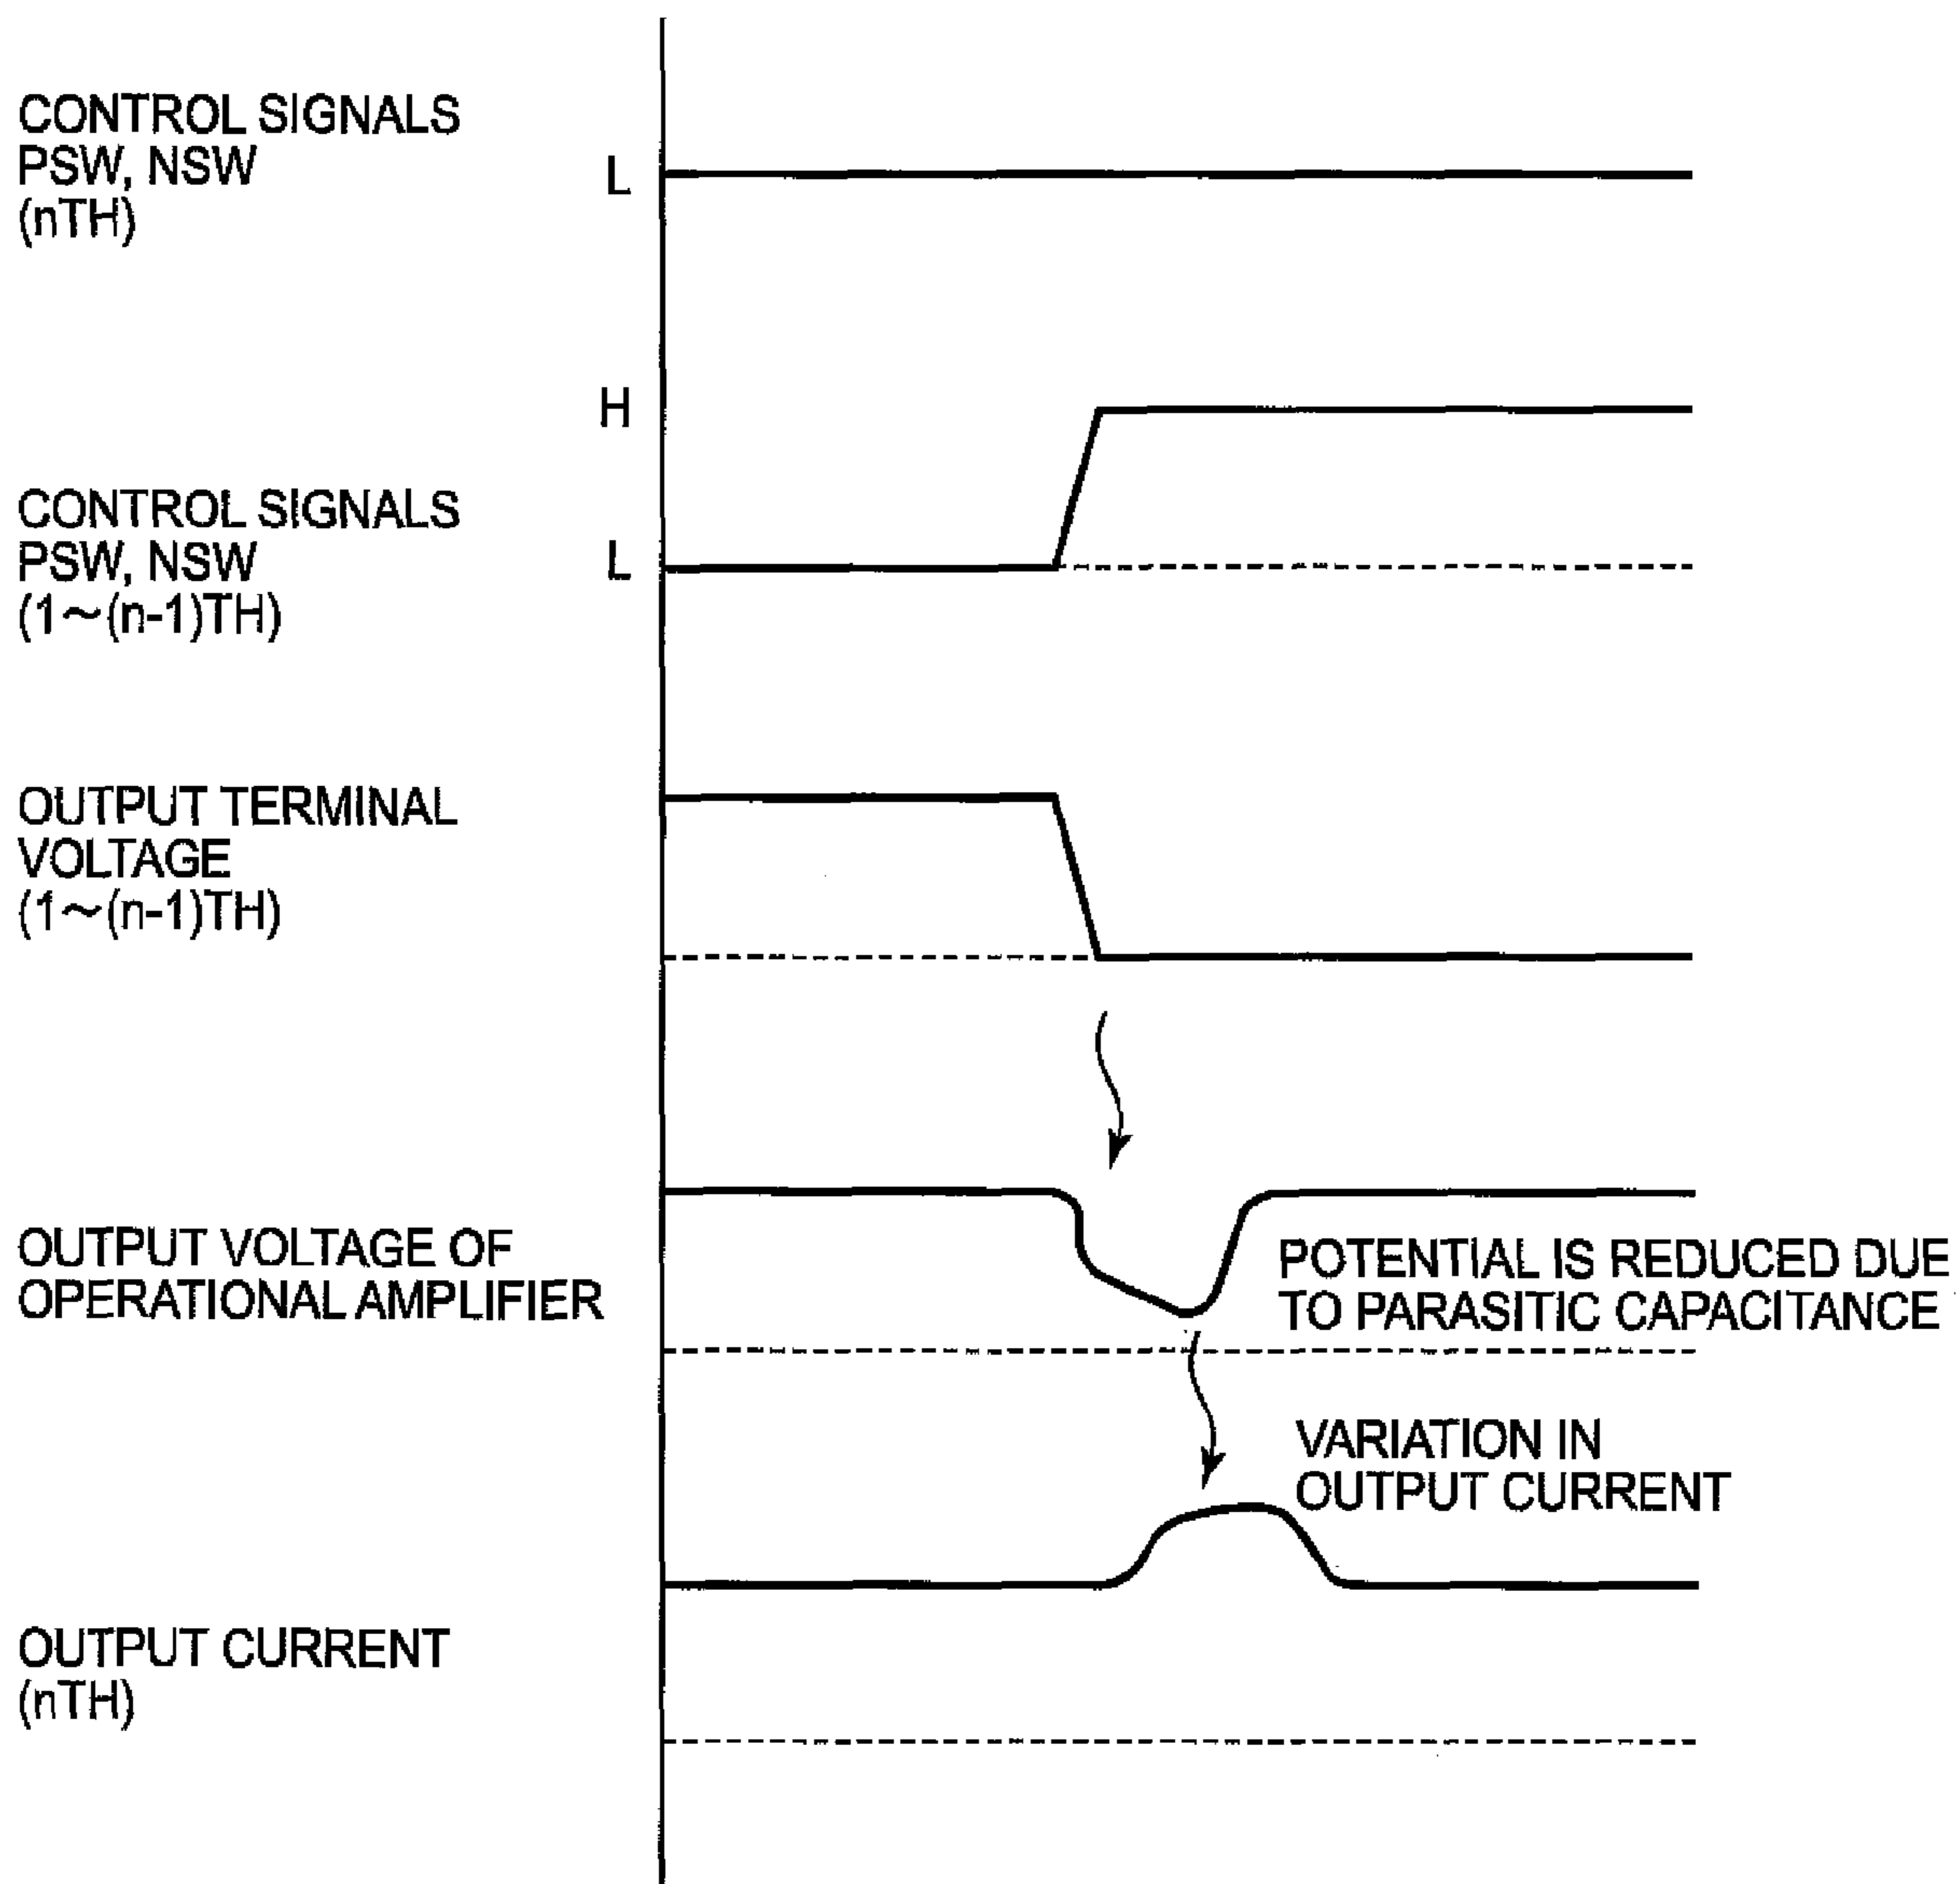 CONTROL SIGNALS
PSW, NSW
(nTH)
L
H
CONTROL SIGNALS
PSW, NSW
(1~(n-1)TH)
L
OUTPUT TERMINAL
VOLTAGE
(1~(n-1)TH)
OUTPUT VOLTAGE OF
OPERATIONAL AMPLIFIER
POTENTIAL IS REDUCED DUE
TO PARASITIC CAPACITANCE
VARIATION IN
OUTPUT CURRENT
OUTPUT CURRENT
(nTH)